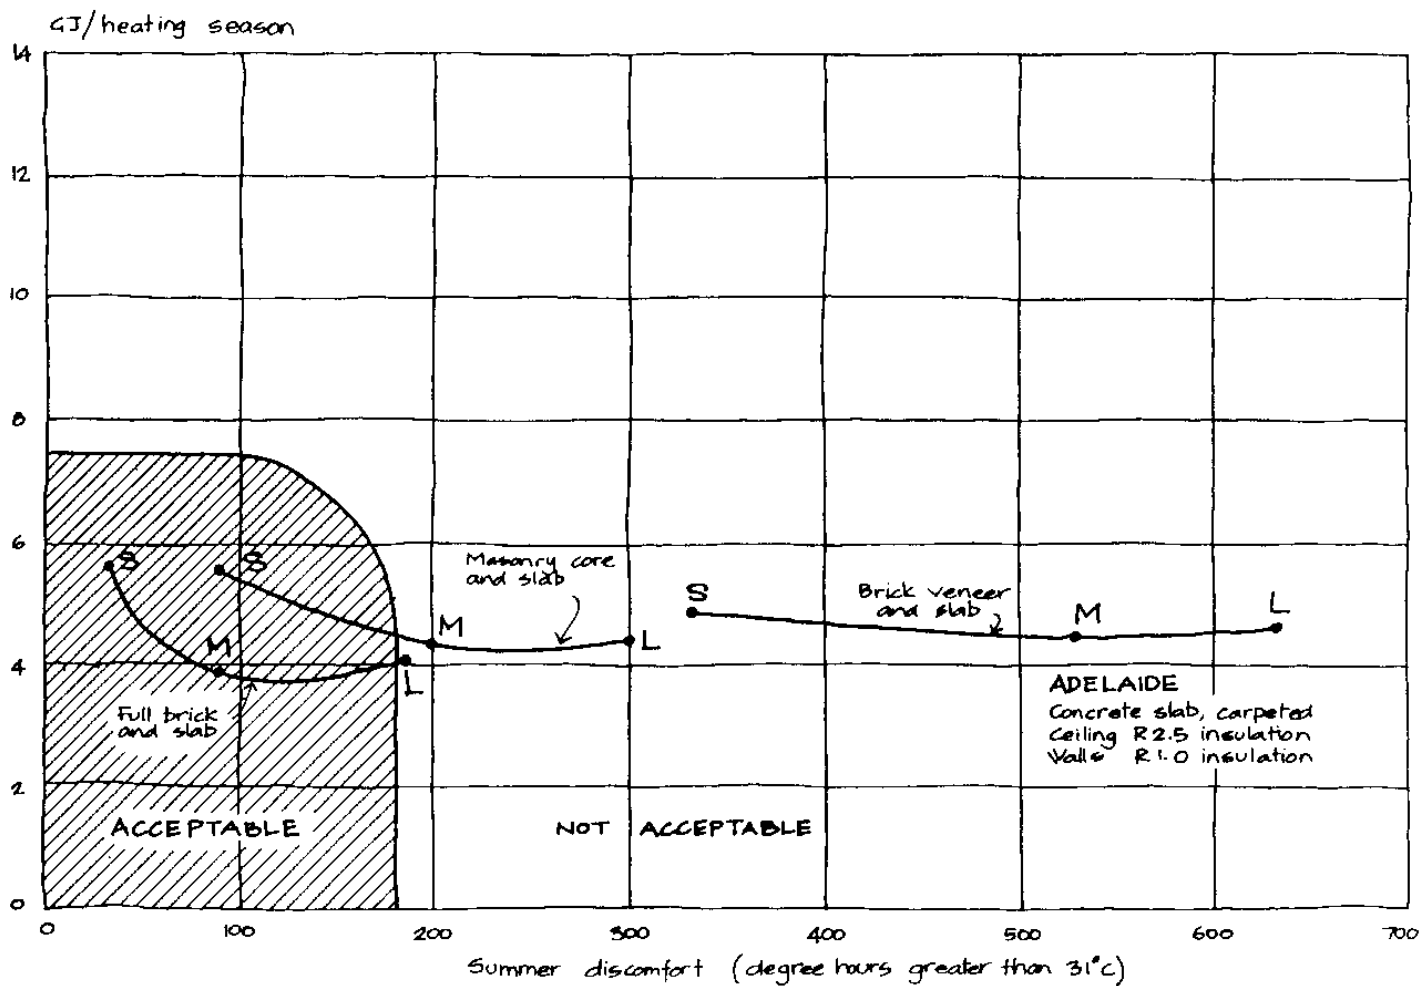 GJ/heating season
14
12
10
8
6
4
2
0
S
S
M
L
Masonry core
and slab
M
L
S
Brick veneer
and slab
M
L
Full brick
and slab
ADELAIDE
Concrete slab, carpeted
Ceiling R2.5 insulation
Walls R1.0 insulation
ACCEPTABLE
NOT ACCEPTABLE
0 100 200 300 400 500 600 700
Summer discomfort (degree hours greater than 31°C)